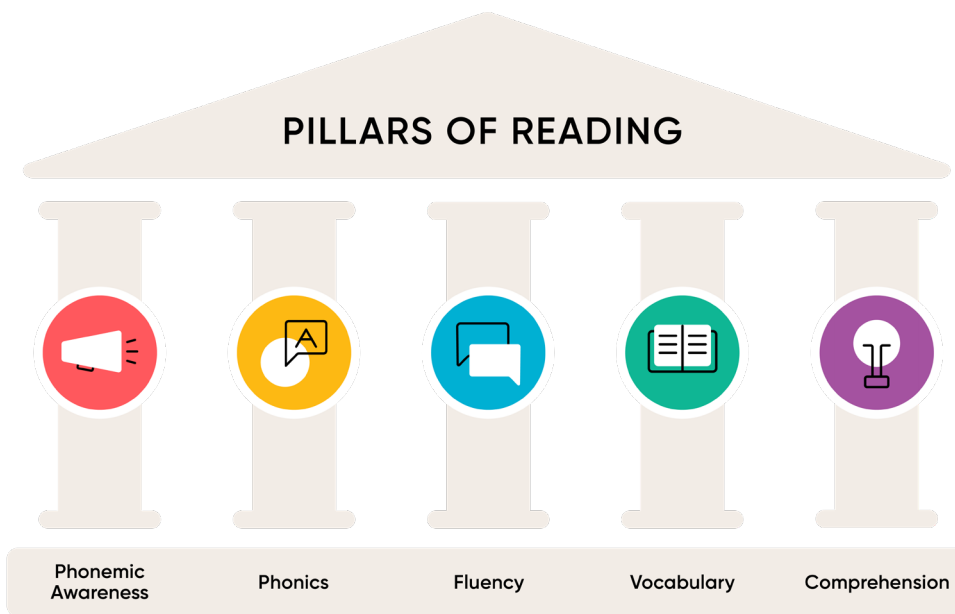 PILLARS OF READING
A
Phonemic
Awareness
Phonics
Fluency
Vocabulary
Comprehension